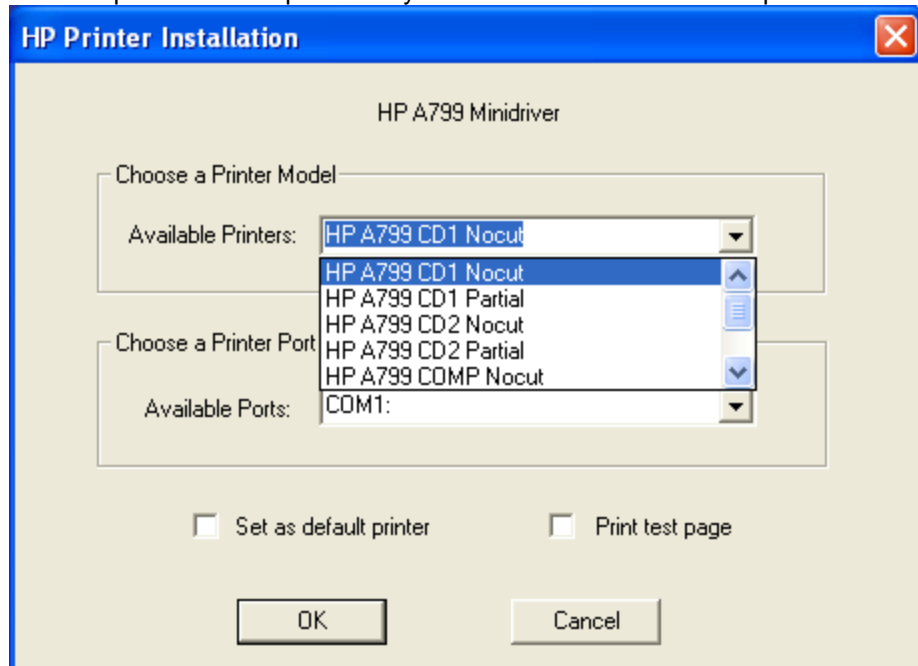 HP Printer Installation
HP A799 Minidriver
Choose a Printer Model
Available Printers: HP A799 CD1 Nocut
HP A799 CD1 Nocut
HP A799 CD1 Partial
HP A799 CD2 Nocut
HP A799 CD2 Partial
HP A799 COMP Nocut
Choose a Printer Port
Available Ports: COM1:
Set as default printer Print test page
OK Cancel